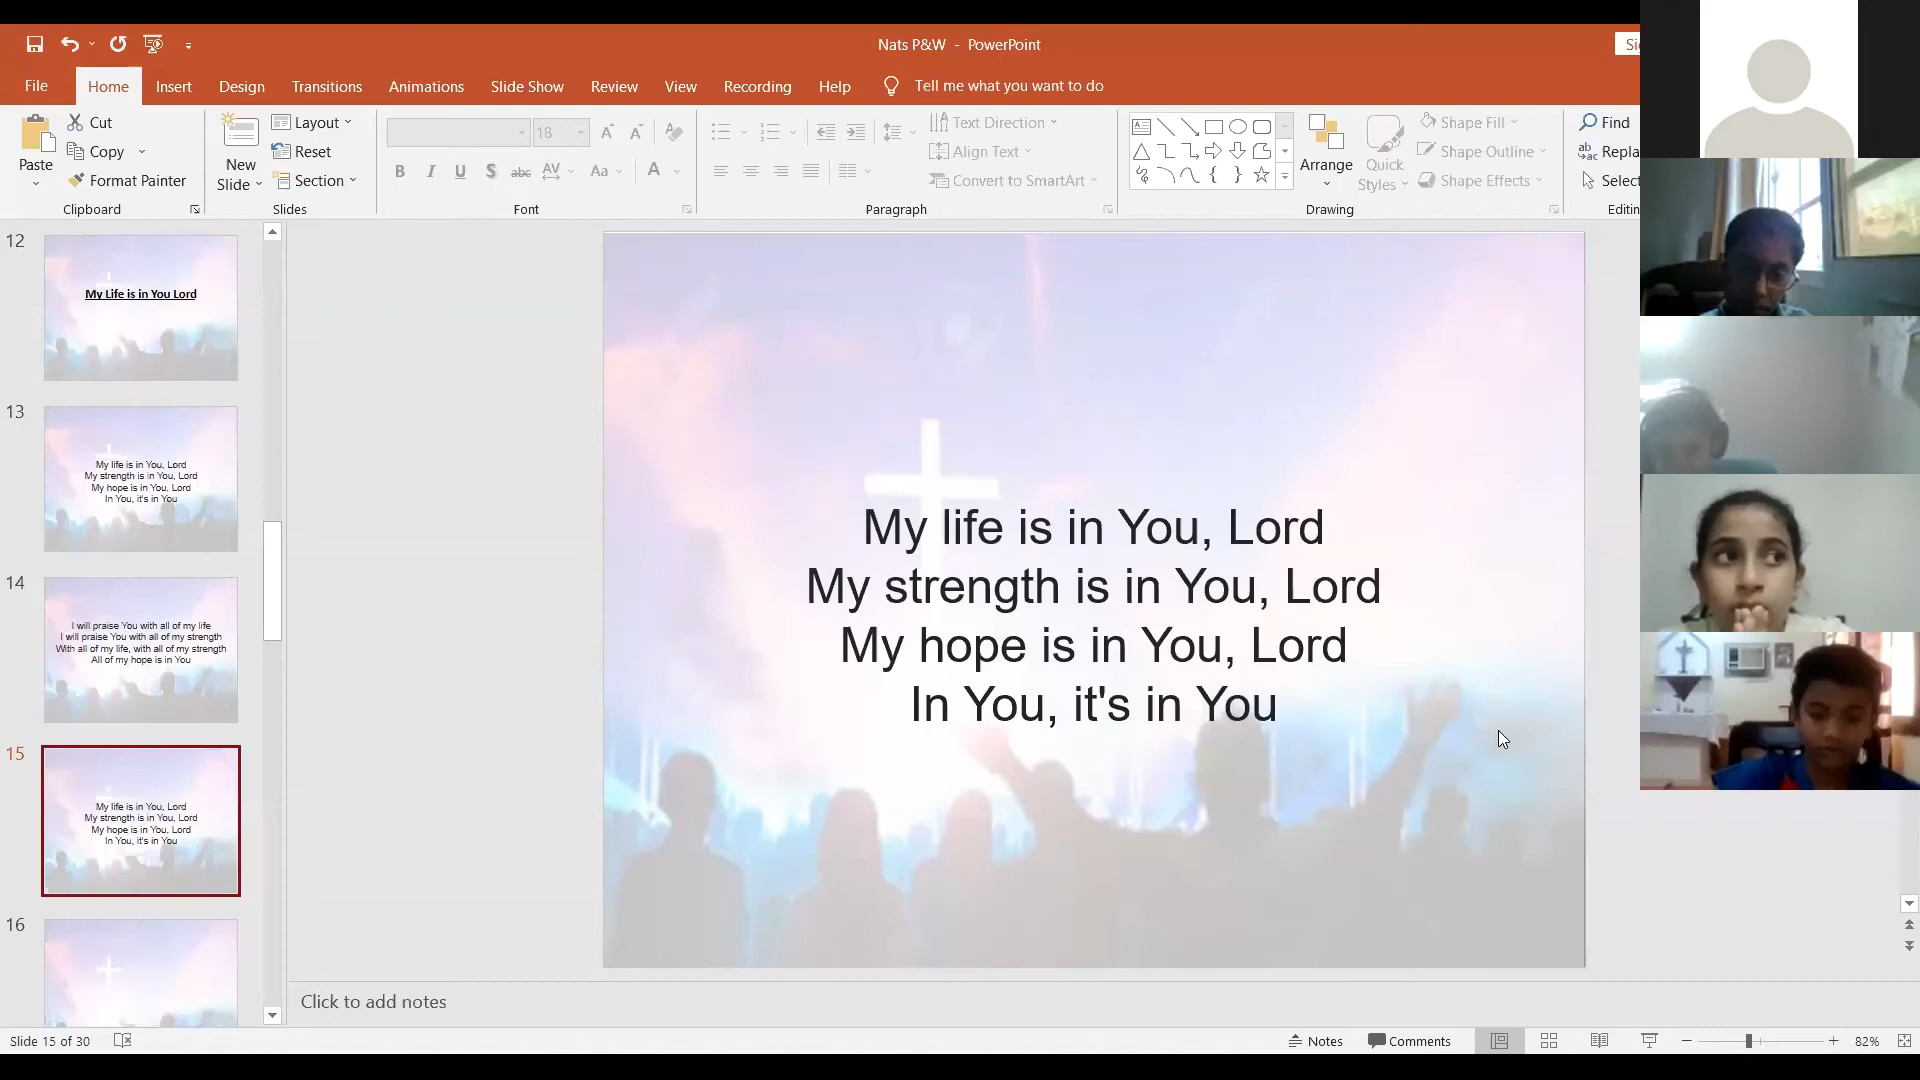 Nats P&W - PowerPoint
File Home Insert Design Transitions Animations Slide Show Review View Recording Help Tell me what you want to do
Paste
Cut
Copy
Format Painter
Clipboard
New Slide
Layout
Reset
Section
Slides
18
B I U S abc AV Aa A
Font
Text Direction
Align Text
Convert to SmartArt
Paragraph
Arrange
Quick Styles
Shape Fill
Shape Outline
Shape Effects
Drawing
Find
12
My Life is in You Lord
13
My life is in You, Lord
My strength is in You, Lord
My hope is in You, Lord
In You, it's in You
14
I will praise You with all of my life
I will praise You with all of my strength
With all of my life, with all of my strength
All of my hope is in You
15
My life is in You, Lord
My strength is in You, Lord
My hope is in You, Lord
In You, it's in You
16
My life is in You, Lord
My strength is in You, Lord
My hope is in You, Lord
In You, it's in You
Click to add notes
Slide 15 of 30
Notes Comments 82%